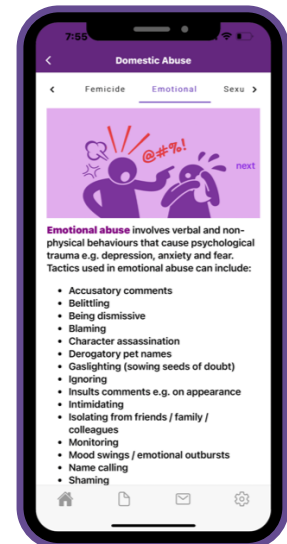 7:55
Domestic Abuse
Femicide Emotional Sexu
@#%!
next
Emotional abuse involves verbal and non-
physical behaviours that cause psychological
trauma e.g. depression, anxiety and fear.
Tactics used in emotional abuse can include:
• Accusatory comments
• Belittling
• Being dismissive
• Blaming
• Character assassination
• Derogatory pet names
• Gaslighting (sowing seeds of doubt)
• Ignoring
• Insults comments e.g. on appearance
• Intimidating
• Isolating from friends / family /
colleagues
• Monitoring
• Mood swings / emotional outbursts
• Name calling
• Shaming